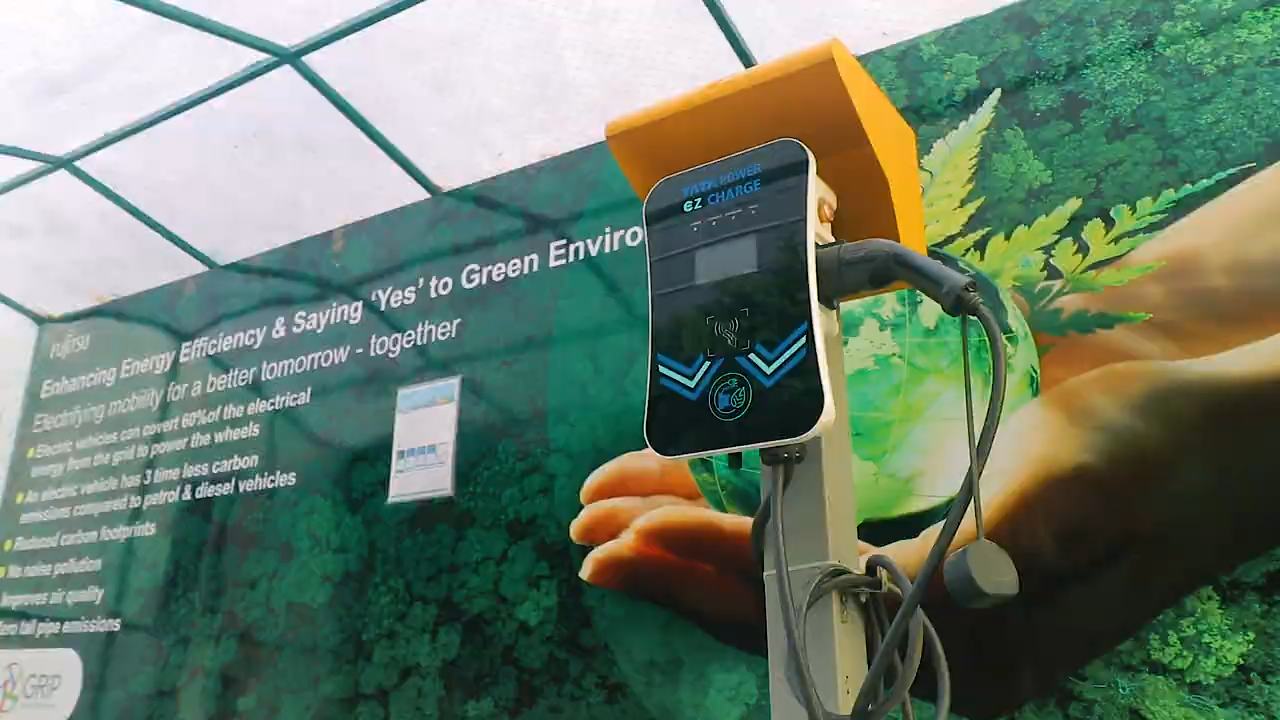 FUJITSU
Enhancing Energy Efficiency & Saying ‘Yes’ to Green Enviro
Electrifying mobility for a better tomorrow - together
Electric vehicles can covert 60%of the electrical
energy from the grid to power the wheels
An electric vehicle has 3 time less carbon
emissions compared to petrol & diesel vehicles
Reduced carbon footprints
No noise pollution
Improves air quality
Zero tail pipe emissions
GRIP
TATA POWER
EZ CHARGE